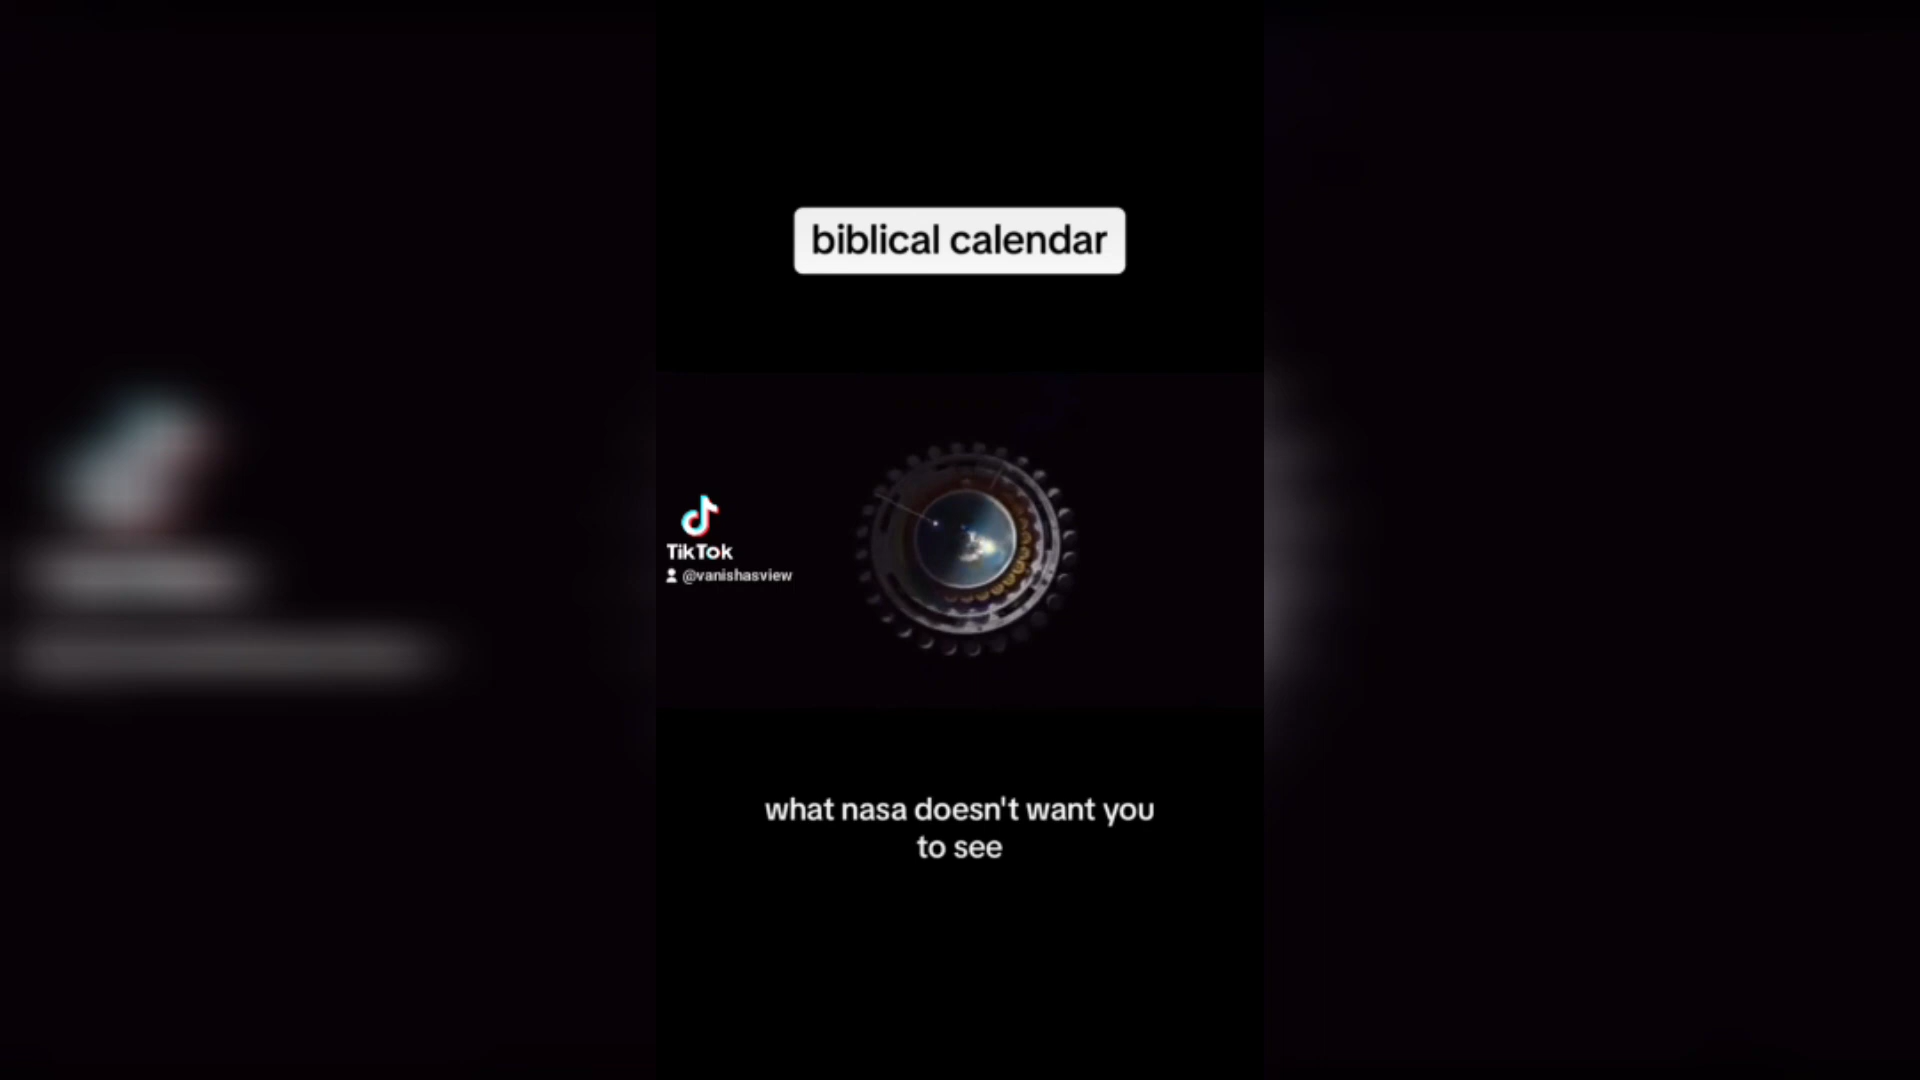 biblical calendar
TikTok
@vanishasview
what nasa doesn't want you
to see